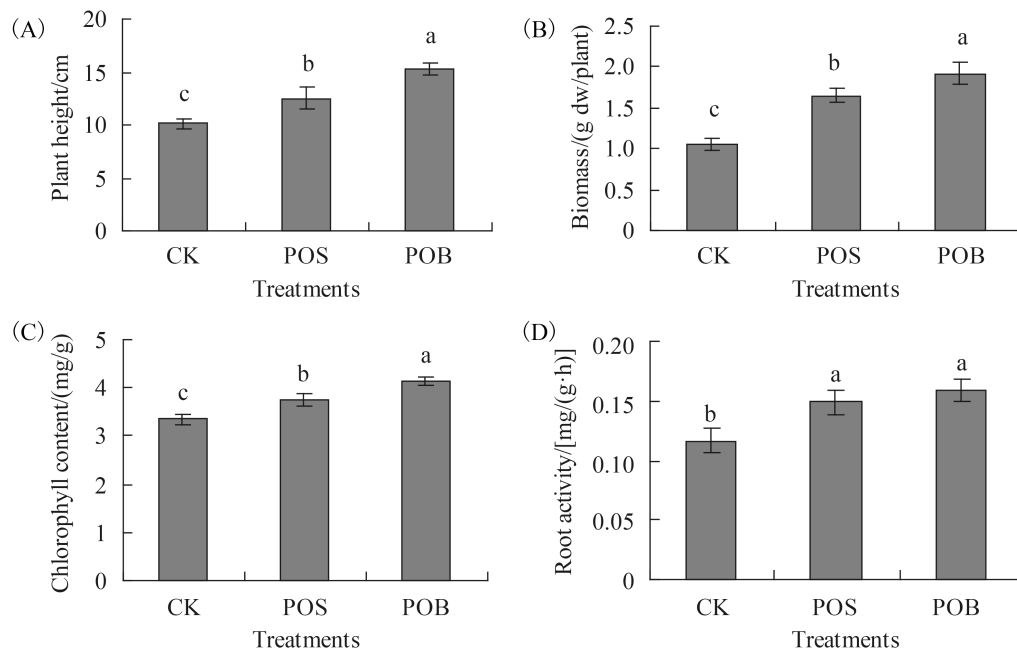 (A)
Plant height/cm
20
15
10
5
0
c
b
a
CK POS POB
Treatments
(B)
Biomass/(g dw/plant)
2.5
2.0
1.5
1.0
0.5
0
c
b
a
CK POS POB
Treatments
(C)
Chlorophyll content/(mg/g)
5
4
3
2
1
0
c
b
a
CK POS POB
Treatments
(D)
Root activity/[mg/(g·h)]
0.20
0.15
0.10
0.05
0
b
a
a
CK POS POB
Treatments